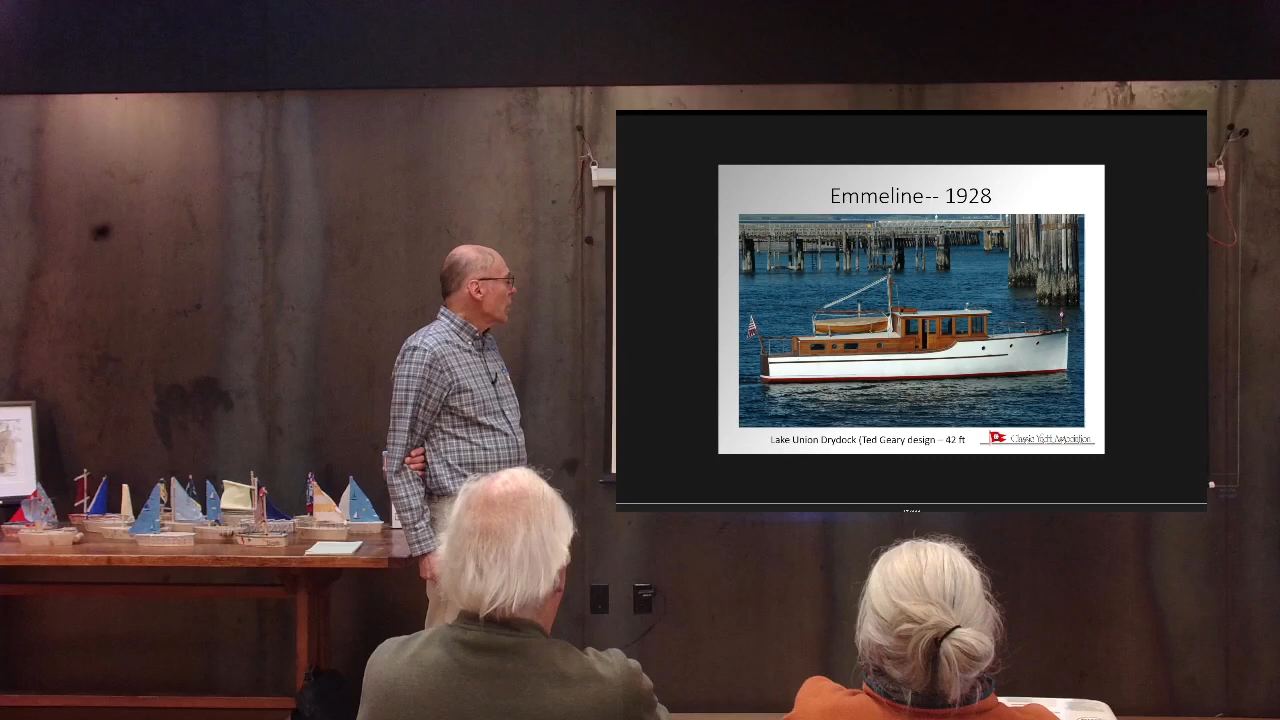 Emmeline-- 1928
Lake Union Drydock (Ted Geary design – 42 ft
Classic Yacht Association